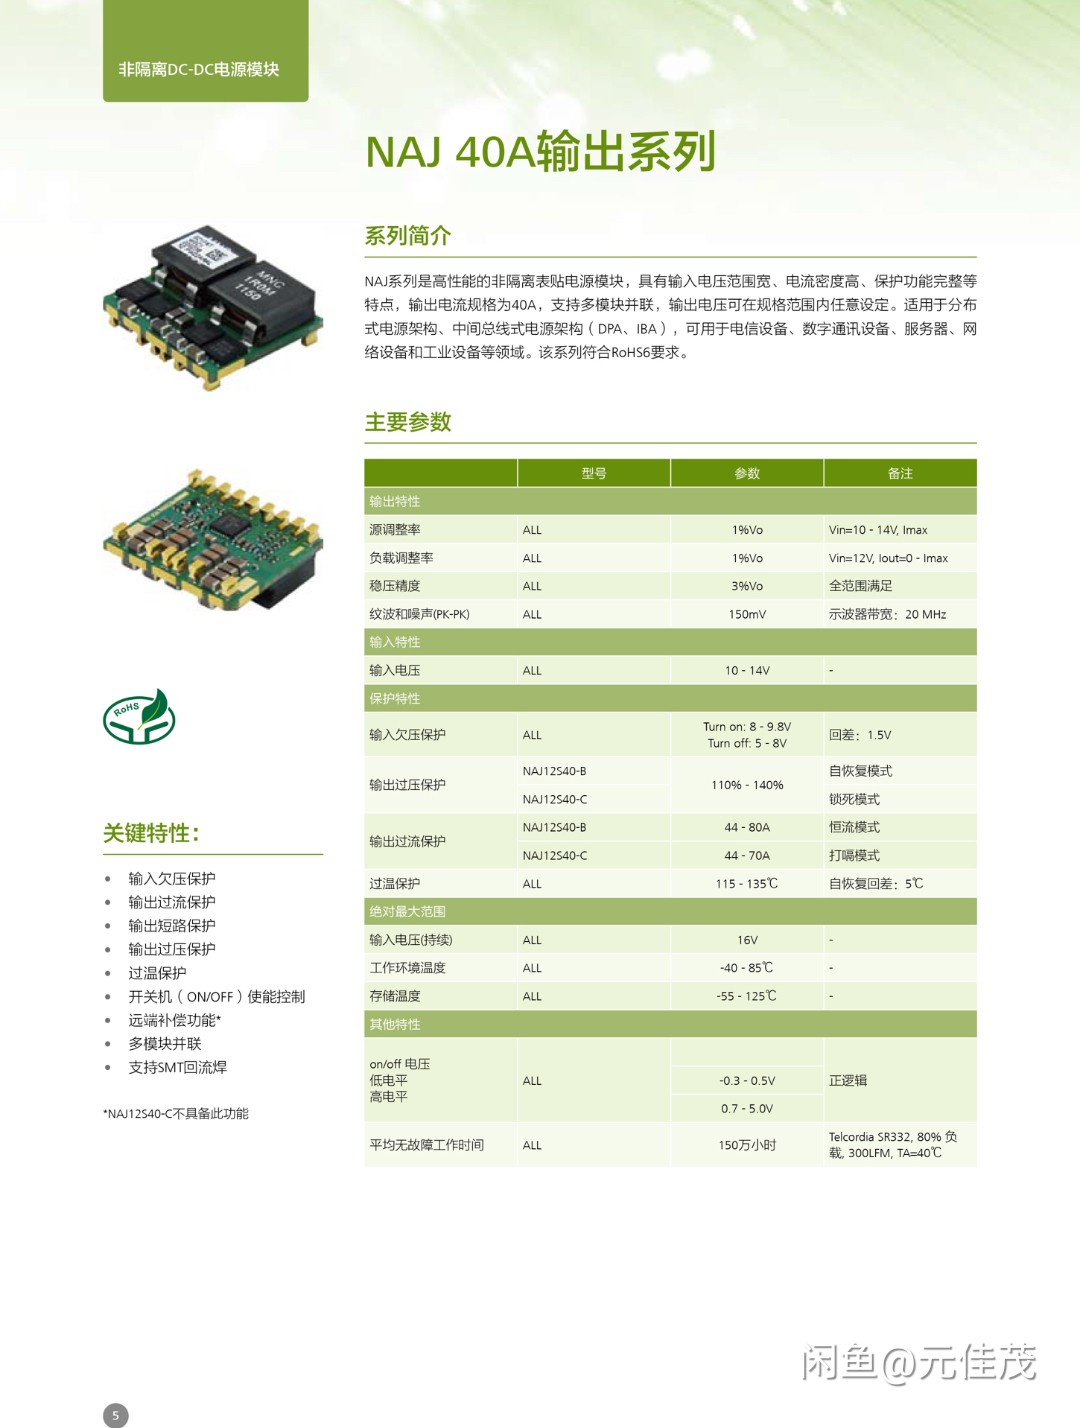 非隔离DC-DC电源模块
NAJ 40A输出系列
系列简介
NAJ系列是高性能的非隔离表贴电源模块，具有输入电压范围宽、电流密度高、保护功能完整等
特点，输出电流规格为40A，支持多模块并联，输出电压可在规格范围内任意设定。适用于分布
式电源架构、中间总线式电源架构（DPA、IBA），可用于电信设备、数字通讯设备、服务器、网
络设备和工业设备等领域。该系列符合RoHS6要求。
MNC
1R0M
1150
主要参数
型号 参数 备注
输出特性
源调整率 ALL 1%Vo Vin=10 - 14V, Imax
负载调整率 ALL 1%Vo Vin=12V, Iout=0 - Imax
稳压精度 ALL 3%Vo 全范围满足
纹波和噪声(PK-PK) ALL 150mV 示波器带宽：20 MHz
输入特性
输入电压 ALL 10 - 14V -
保护特性
输入欠压保护 ALL Turn on: 8 - 9.8V 回差：1.5V
Turn off: 5 - 8V
输出过压保护 NAJ12S40-B 110% - 140% 自恢复模式
NAJ12S40-C 锁死模式
输出过流保护 NAJ12S40-B 44 - 80A 恒流模式
NAJ12S40-C 44 - 70A 打嗝模式
过温保护 ALL 115 - 135℃ 自恢复回差：5℃
绝对最大范围
输入电压(持续) ALL 16V -
工作环境温度 ALL -40 - 85℃ -
存储温度 ALL -55 - 125℃ -
其他特性
on/off 电压
低电平 ALL -0.3 - 0.5V 正逻辑
高电平 0.7 - 5.0V
平均无故障工作时间 ALL 150万小时 Telcordia SR332, 80% 负
载, 300LFM, TA=40℃
RoHS
关键特性：
• 输入欠压保护
• 输出过流保护
• 输出短路保护
• 输出过压保护
• 过温保护
• 开关机（ON/OFF）使能控制
• 远端补偿功能*
• 多模块并联
• 支持SMT回流焊
*NAJ12S40-C不具备此功能
闲鱼@元佳茂
5